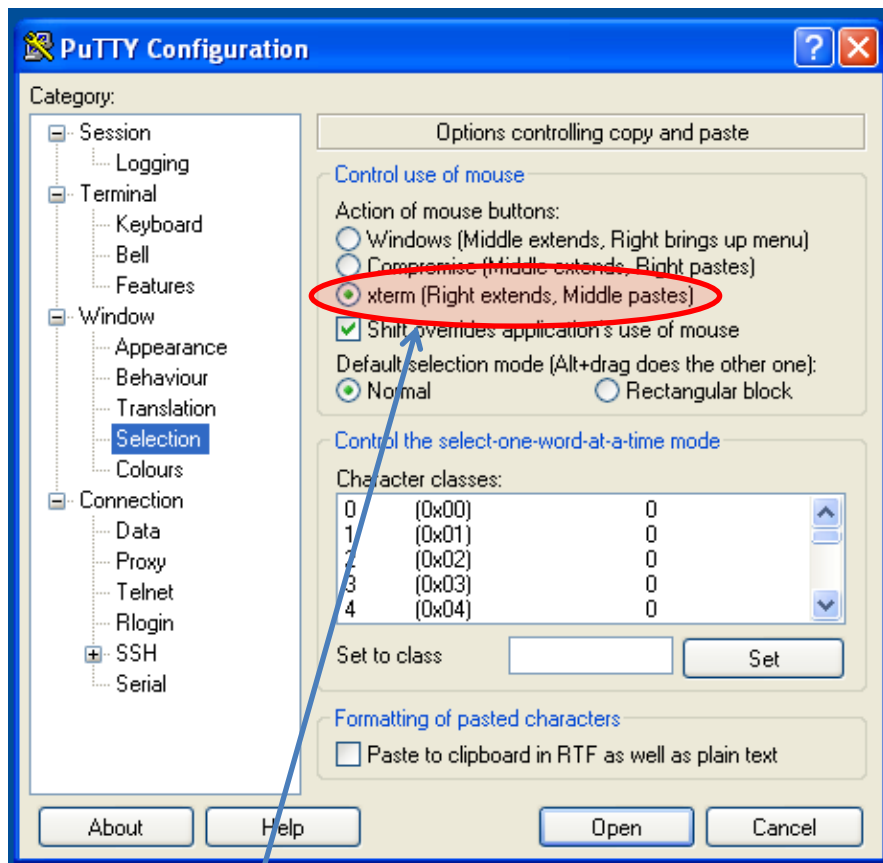 PuTTY Configuration
Category:
Session
Logging
Terminal
Keyboard
Bell
Features
Window
Appearance
Behaviour
Translation
Selection
Colours
Connection
Data
Proxy
Telnet
Rlogin
SSH
Serial
Options controlling copy and paste
Control use of mouse
Action of mouse buttons:
Windows (Middle extends, Right brings up menu)
Compromise (Middle extends, Right pastes)
xterm (Right extends, Middle pastes)
Shift overrides application's use of mouse
Default selection mode (Alt+drag does the other one):
Normal Rectangular block
Control the select-one-word-at-a-time mode
Character classes:
0 (0x00) 0
1 (0x01) 0
2 (0x02) 0
3 (0x03) 0
4 (0x04) 0
Set to class Set
Formatting of pasted characters
Paste to clipboard in RTF as well as plain text
About Help Open Cancel